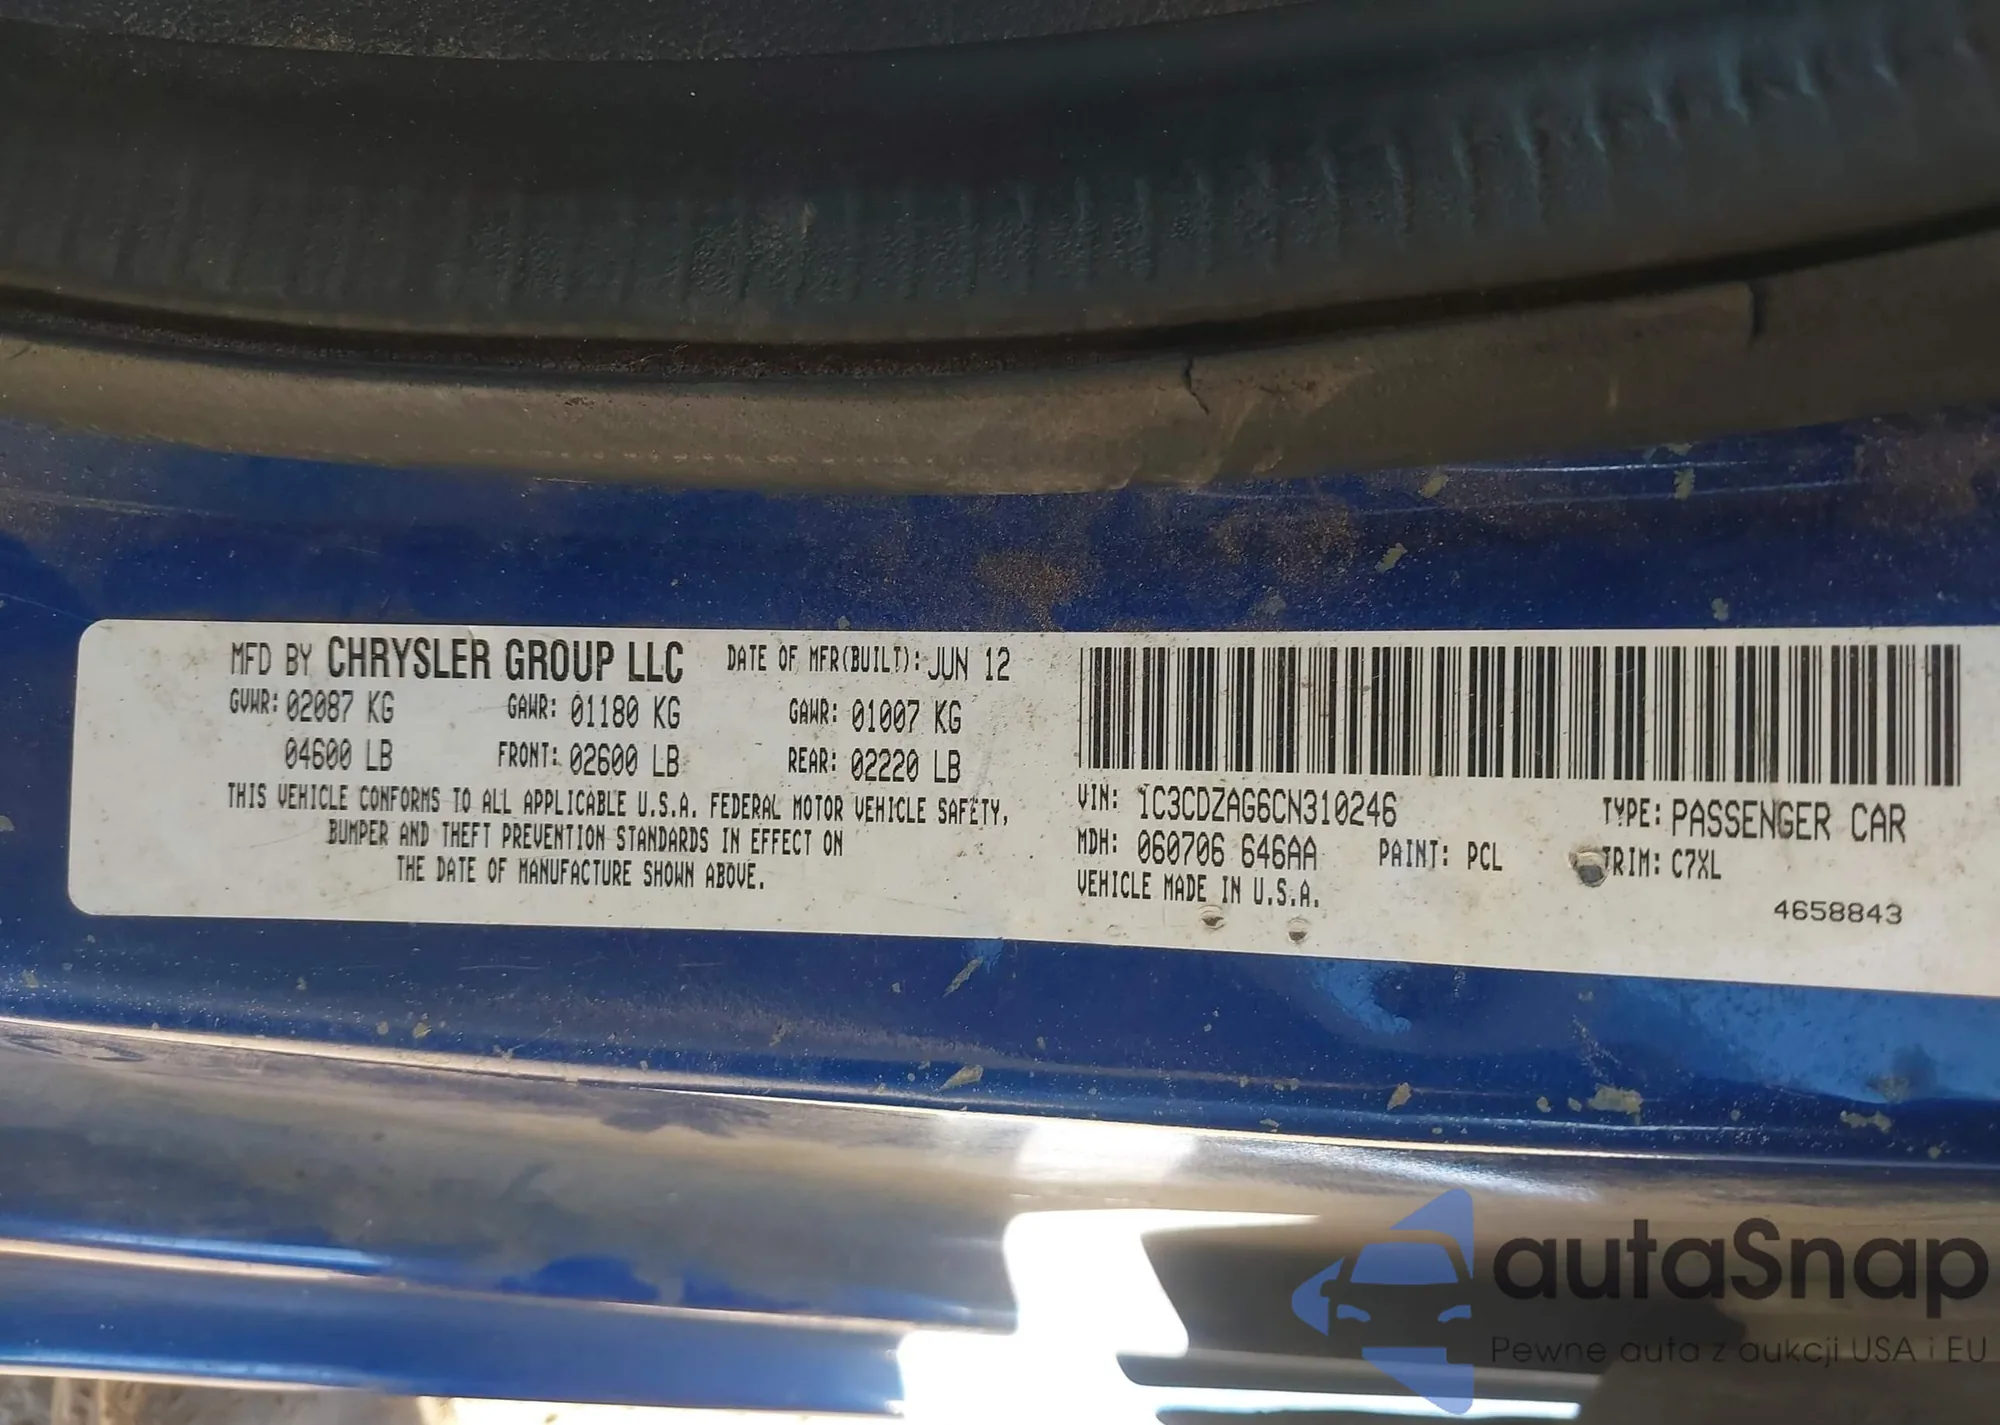 MFD BY CHRYSLER GROUP LLC DATE OF MFR(BUILT): JUN 12
GVWR: 02087 KG GAWR: 01180 KG GAWR: 01007 KG
04600 LB FRONT: 02600 LB REAR: 02220 LB
THIS VEHICLE CONFORMS TO ALL APPLICABLE U.S.A. FEDERAL MOTOR VEHICLE SAFETY,
BUMPER AND THEFT PREVENTION STANDARDS IN EFFECT ON
THE DATE OF MANUFACTURE SHOWN ABOVE.
VIN: 1C3CDZAG6CN310246 TYPE: PASSENGER CAR
MDH: 060706 646AA PAINT: PCL TRIM: C7XL
VEHICLE MADE IN U.S.A.
4658843
autaSnap
Pewne auta z aukcji USA i EU